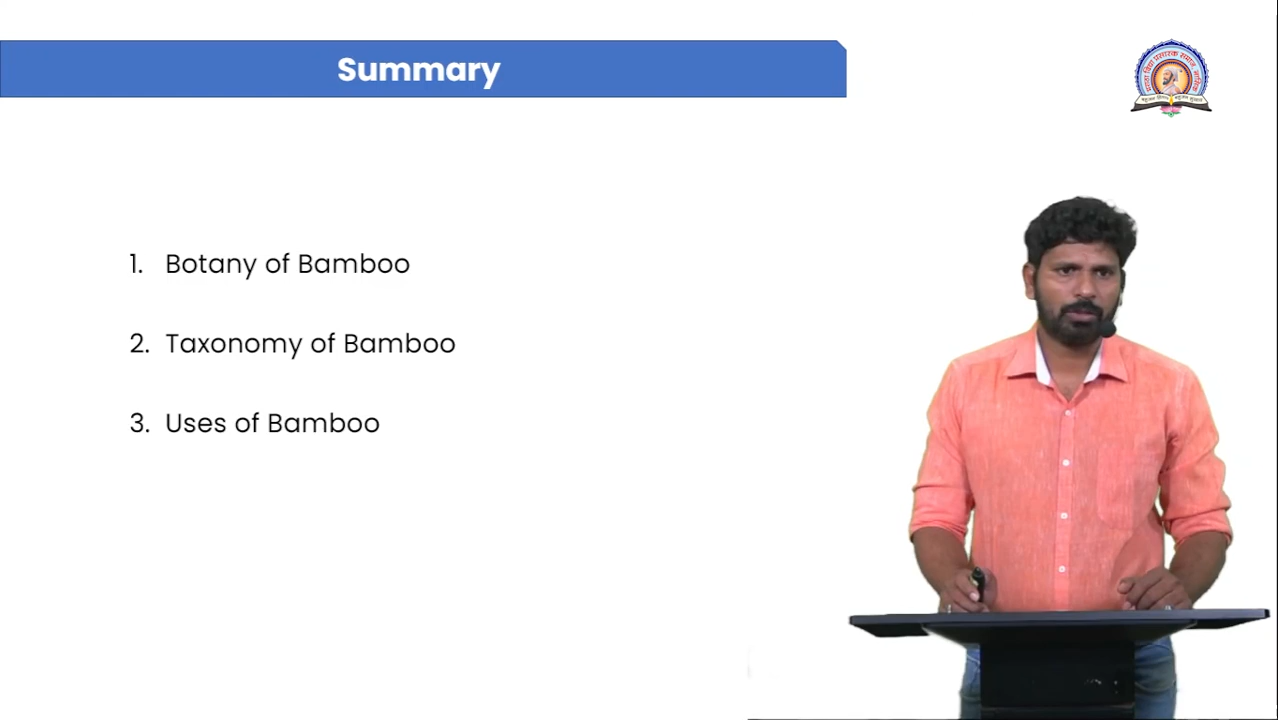 Summary
1. Botany of Bamboo
2. Taxonomy of Bamboo
3. Uses of Bamboo